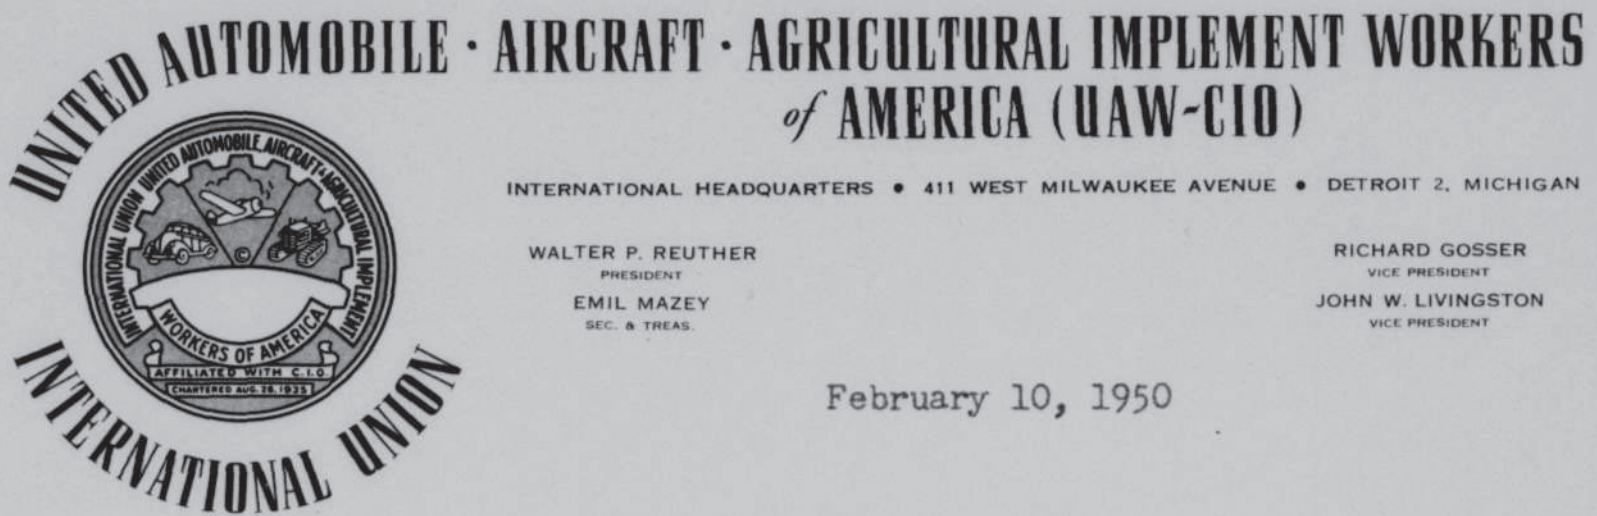 UNITED AUTOMOBILE · AIRCRAFT · AGRICULTURAL IMPLEMENT WORKERS
of AMERICA (UAW-CIO)
INTERNATIONAL UNION
INTERNATIONAL UNION UNITED AUTOMOBILE, AIRCRAFT & AGRICULTURAL IMPLEMENT
©
WORKERS OF AMERICA
AFFILIATED WITH C.I.O.
CHARTERED AUG. 26, 1935
INTERNATIONAL HEADQUARTERS • 411 WEST MILWAUKEE AVENUE • DETROIT 2, MICHIGAN
WALTER P. REUTHER
PRESIDENT
EMIL MAZEY
SEC. & TREAS.
RICHARD GOSSER
VICE PRESIDENT
JOHN W. LIVINGSTON
VICE PRESIDENT
February 10, 1950